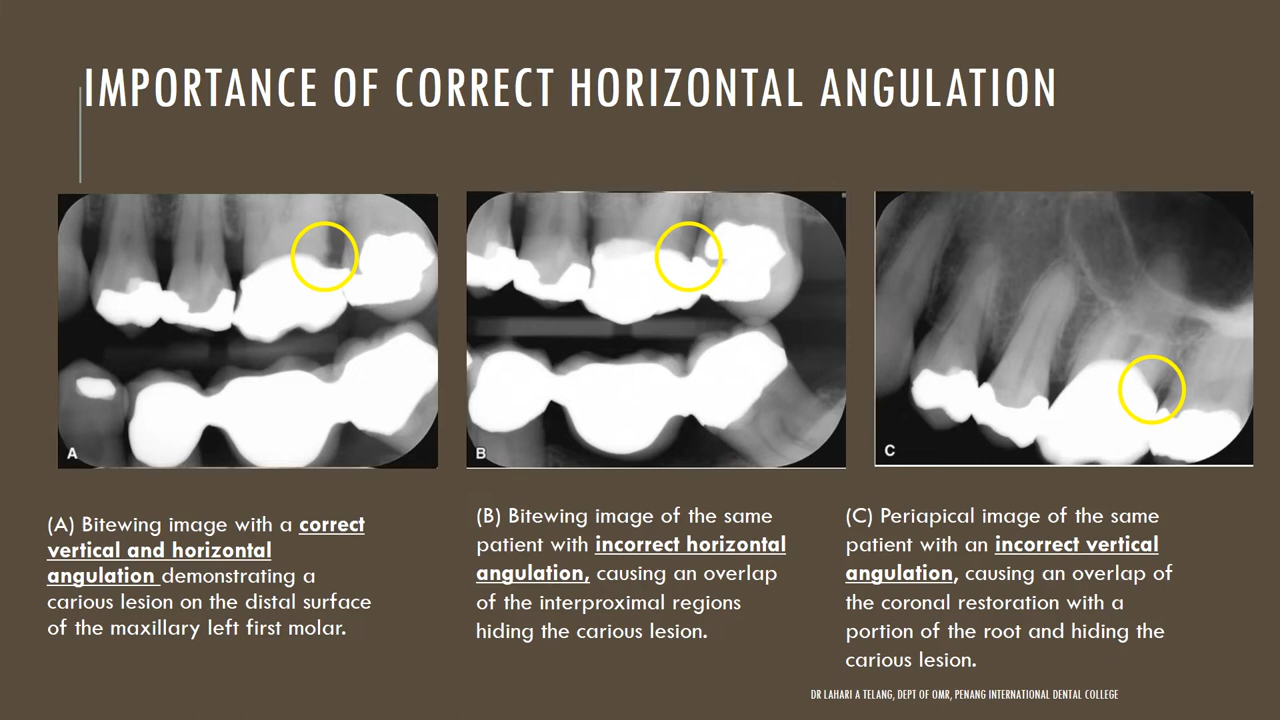 IMPORTANCE OF CORRECT HORIZONTAL ANGULATION
A
B
C
(A) Bitewing image with a correct
vertical and horizontal
angulation demonstrating a
carious lesion on the distal surface
of the maxillary left first molar.
(B) Bitewing image of the same
patient with incorrect horizontal
angulation, causing an overlap
of the interproximal regions
hiding the carious lesion.
(C) Periapical image of the same
patient with an incorrect vertical
angulation, causing an overlap of
the coronal restoration with a
portion of the root and hiding the
carious lesion.
DR LAHARI A TELANG, DEPT OF OMR, PENANG INTERNATIONAL DENTAL COLLEGE